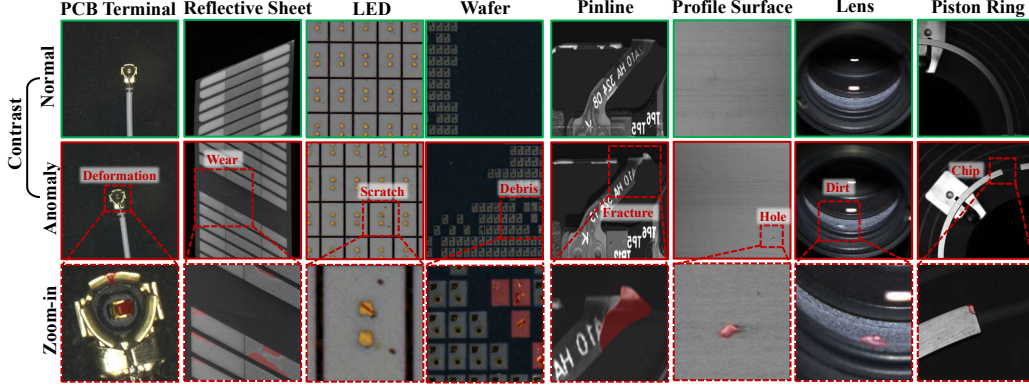 PCB Terminal Reflective Sheet LED Wafer Pinline Profile Surface Lens Piston Ring
Contrast
Normal
Anomaly
Zoom-in
Deformation
Wear
Scratch
Debris
Fracture
Hole
Dirt
Chip